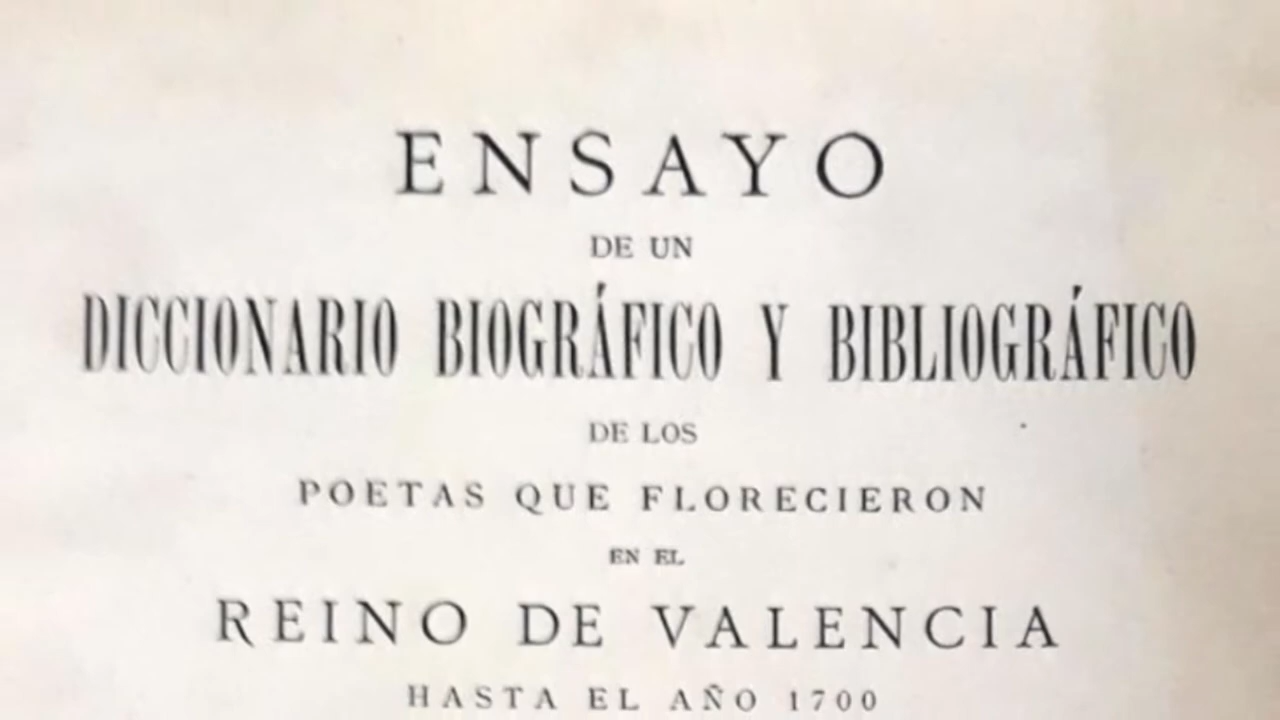 ENSAYO
DE UN
DICCIONARIO BIOGRÁFICO Y BIBLIOGRÁFICO
DE LOS
POETAS QUE FLORECIERON
EN EL
REINO DE VALENCIA
HASTA EL AÑO 1700